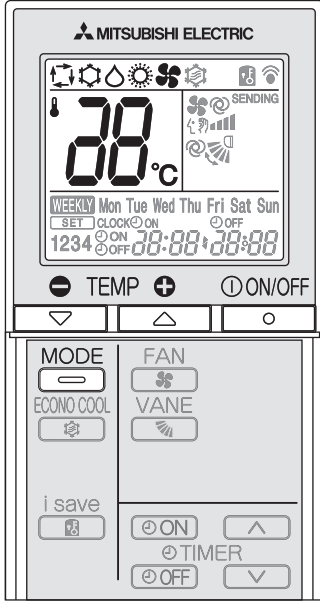 MITSUBISHI ELECTRIC
SENDING
88 °C
WEEKLY Mon Tue Wed Thu Fri Sat Sun
SET CLOCK ON OFF
1234 ON OFF 88:88 88:88
TEMP ON/OFF
MODE FAN
ECONO COOL VANE
i save
ON
TIMER
OFF